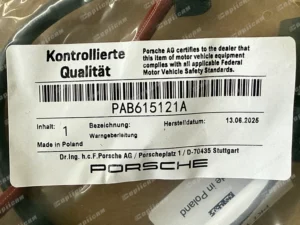 Kontrollierte
Qualität
Porsche AG certifies to the dealer that
this item of motor vehicle equipment
complies with all applicable Federal
Motor Vehicle Safety Standards.
PAB615121A
Inhalt: 1 Bezeichnung: Herstelldatum: 13.06.2025
Warngeberleitung
Made in Poland
Dr.Ing. h.c.F.Porsche AG / Porscheplatz 1 / D-70435 Stuttgart
PORSCHE
e in Poland